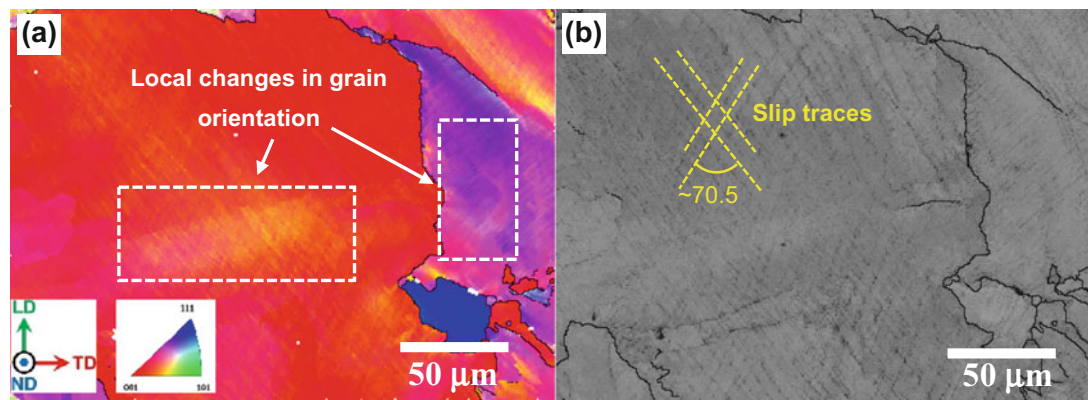 (a)
Local changes in grain
orientation
LD
TD
ND
111
001
101
50 μm
(b)
Slip traces
~70.5
50 μm